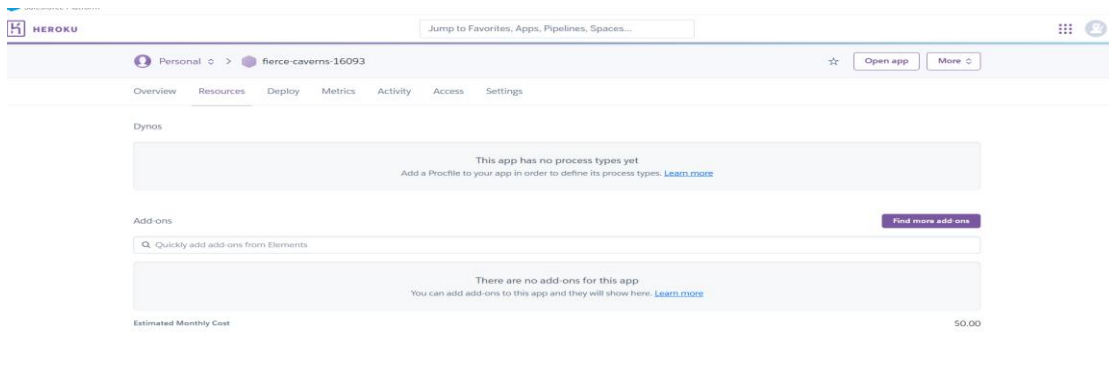 Salesforce Platform
HEROKU
Jump to Favorites, Apps, Pipelines, Spaces...
Personal > fierce-caverns-16093
Open app
More
Overview Resources Deploy Metrics Activity Access Settings
Dynos
This app has no process types yet
Add a Procfile to your app in order to define its process types. Learn more
Add-ons
Find more add-ons
Quickly add add-ons from Elements
There are no add-ons for this app
You can add add-ons to this app and they will show here. Learn more
Estimated Monthly Cost
$0.00